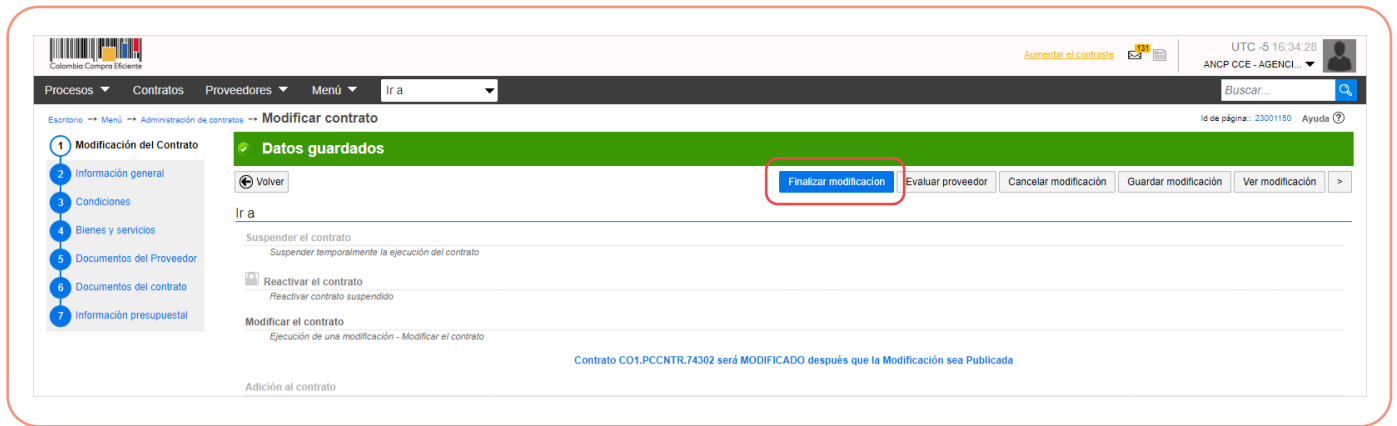 Colombia Compra Eficiente
Aumentar el contraste
131
UTC -5 16:34:28
ANCP CCE - AGENCI...
Procesos Contratos Proveedores Menú Ir a Buscar...
Escritorio → Menú → Administración de contratos → Modificar contrato
Id de página:: 23001150 Ayuda ?
1 Modificación del Contrato
2 Información general
3 Condiciones
4 Bienes y servicios
5 Documentos del Proveedor
6 Documentos del contrato
7 Información presupuestal
Datos guardados
Volver Finalizar modificacíon Evaluar proveedor Cancelar modificación Guardar modificación Ver modificación >
Ir a
Suspender el contrato
Suspender temporalmente la ejecución del contrato
Reactivar el contrato
Reactivar contrato suspendido
Modificar el contrato
Ejecución de una modificación - Modificar el contrato
Contrato CO1.PCCNTR.74302 será MODIFICADO después que la Modificación sea Publicada
Adición al contrato